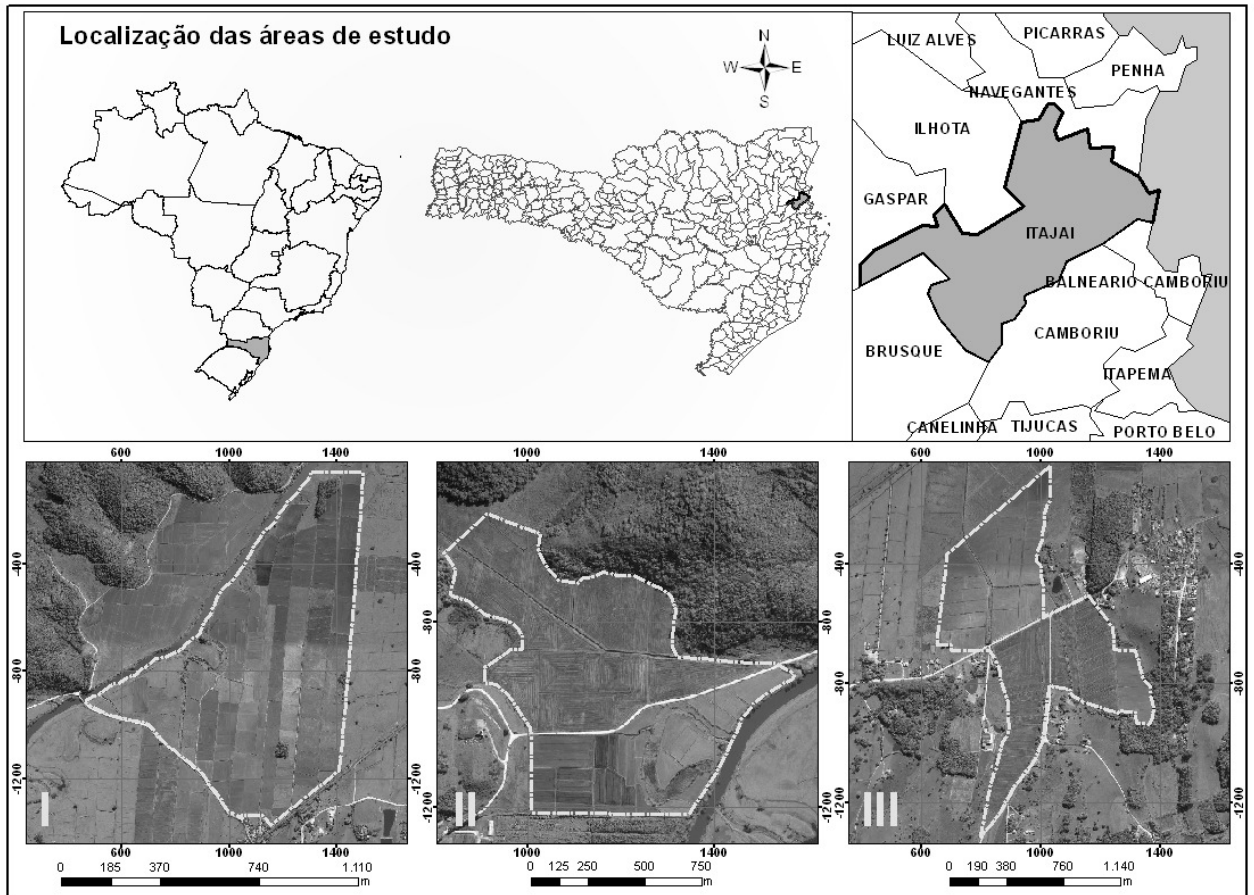 Localização das áreas de estudo
N
W E
S
LUIZ ALVES
PICARRAS
PENHA
NAVEGANTES
ILHOTA
GASPAR
ITAJAI
BALNEARIO CAMBORIU
CAMBORIU
BRUSQUE
ITAPEMA
CANELINHA
TIJUCAS
PORTO BELO
600 1000 1400
1000 1400
600 1000 1400
-400
-800
-1200
-400
-800
-1200
-800
-1200
-400
-800
-1200
I
II
III
600 1000 1400
1000 1400
600 1000 1400
0 185 370 740 1.110
m
0 125 250 500 750
m
0 190 380 760 1.140
m